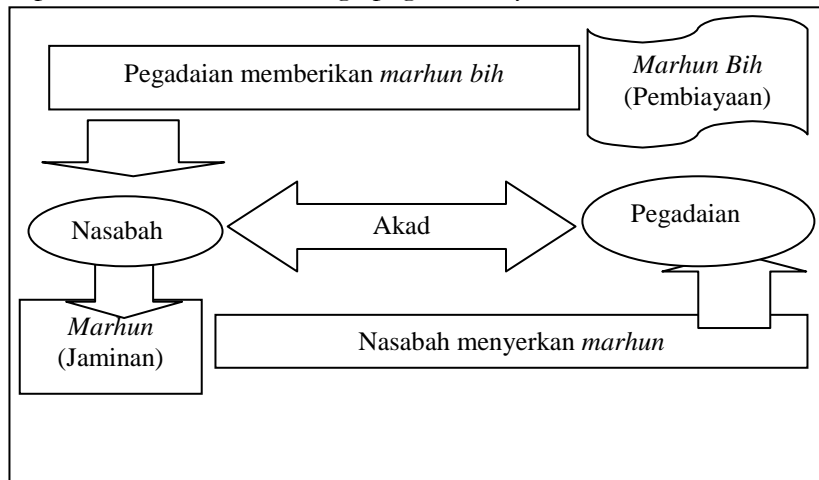 Pegadaian memberikan marhun bih
Marhun Bih
(Pembiayaan)
Nasabah
Akad
Pegadaian
Marhun
(Jaminan)
Nasabah menyerkan marhun